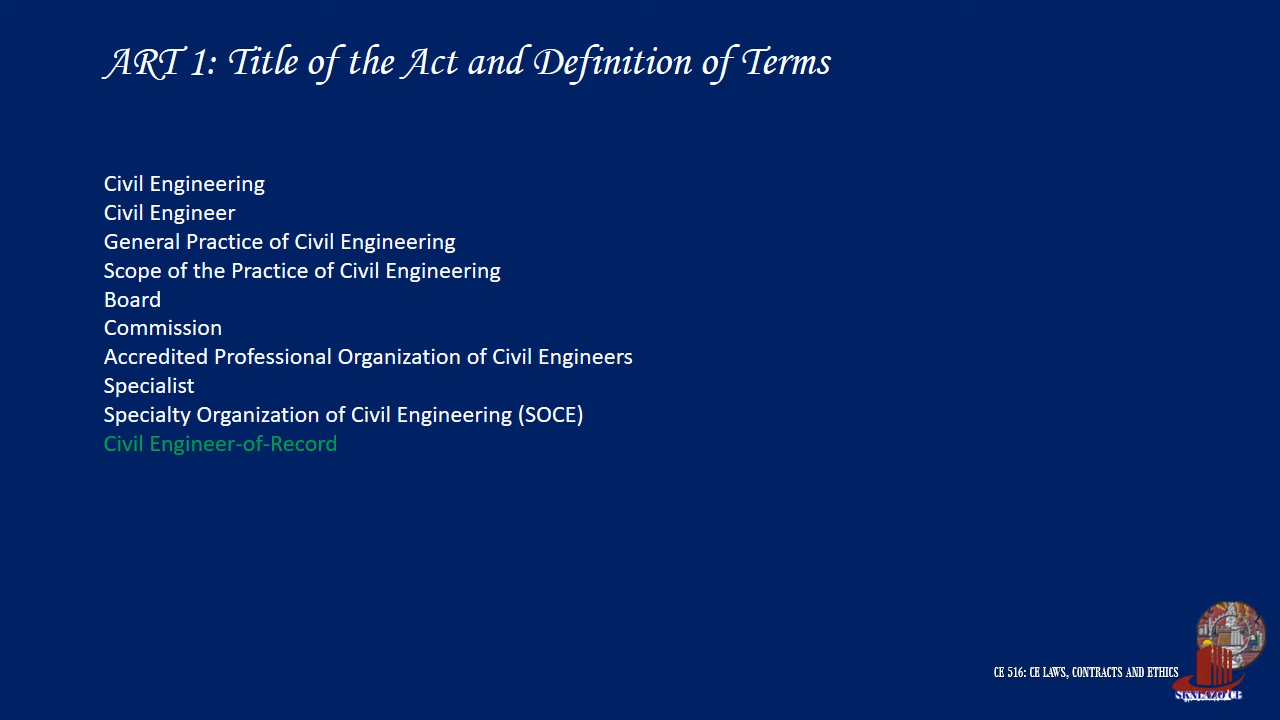 ART 1: Title of the Act and Definition of Terms
Civil Engineering
Civil Engineer
General Practice of Civil Engineering
Scope of the Practice of Civil Engineering
Board
Commission
Accredited Professional Organization of Civil Engineers
Specialist
Specialty Organization of Civil Engineering (SOCE)
Civil Engineer-of-Record
CE 516: CE LAWS, CONTRACTS AND ETHICS